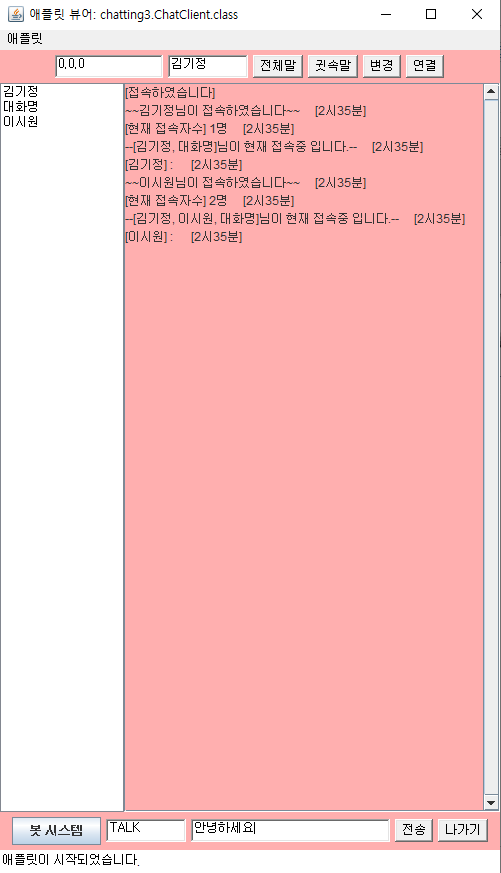 애플릿 뷰어: chatting3.ChatClient.class
애플릿
0,0,0 김기정 전체말 귓속말 변경 연결
김기정
대화명
이시원
[접속하였습니다]
~~김기정님이 접속하였습니다~~ [2시35분]
[현재 접속자수] 1명 [2시35분]
--[김기정, 대화명]님이 현재 접속중 입니다.-- [2시35분]
[김기정] : [2시35분]
~~이시원님이 접속하였습니다~~ [2시35분]
[현재 접속자수] 2명 [2시35분]
--[김기정, 이시원, 대화명]님이 현재 접속중 입니다.-- [2시35분]
[이시원] : [2시35분]
봇 시스템 TALK 안녕하세요 전송 나가기
애플릿이 시작되었습니다.